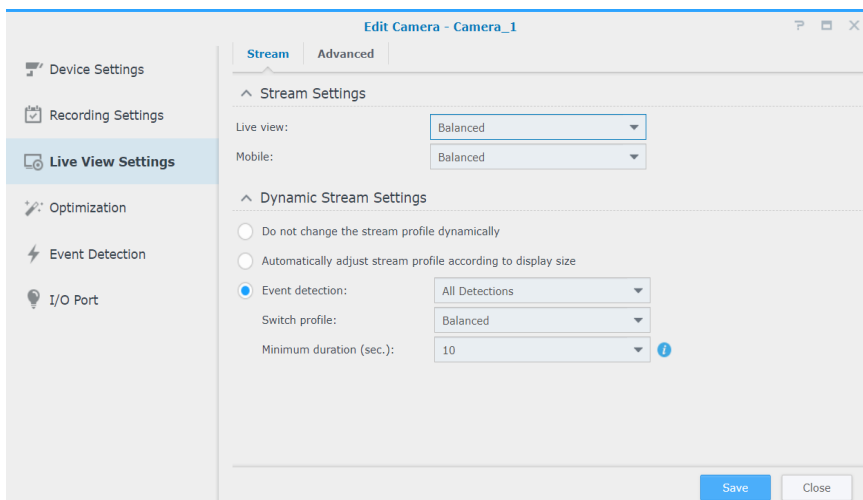 Edit Camera - Camera_1
Stream Advanced
Device Settings
Recording Settings
Live View Settings
Optimization
Event Detection
I/O Port
Stream Settings
Live view: Balanced
Mobile: Balanced
Dynamic Stream Settings
Do not change the stream profile dynamically
Automatically adjust stream profile according to display size
Event detection: All Detections
Switch profile: Balanced
Minimum duration (sec.): 10
Save Close